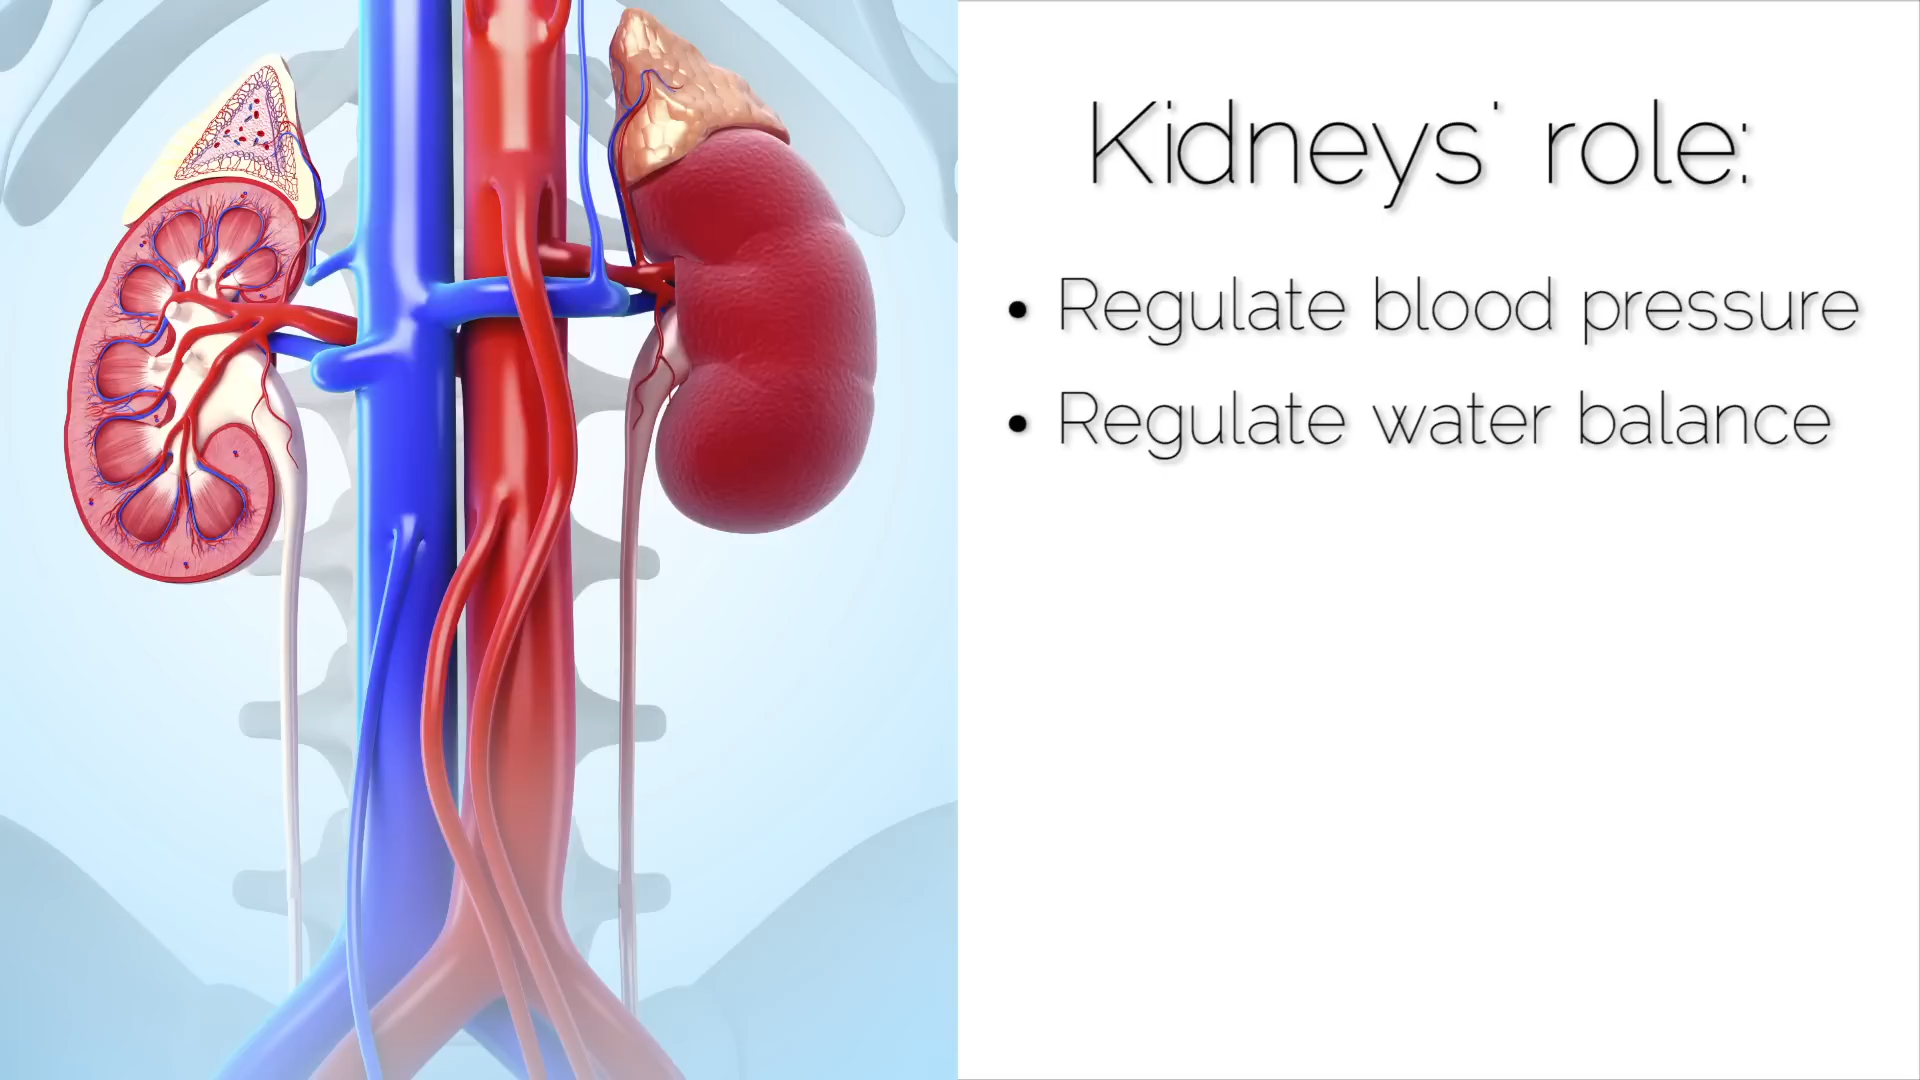 Kidneys' role:
• Regulate blood pressure
• Regulate water balance